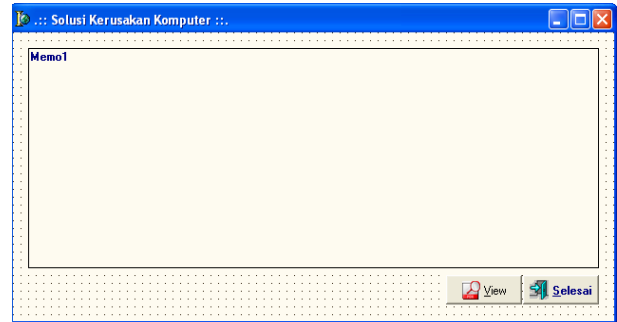 .:: Solusi Kerusakan Komputer ::.
Memo1
View
Selesai